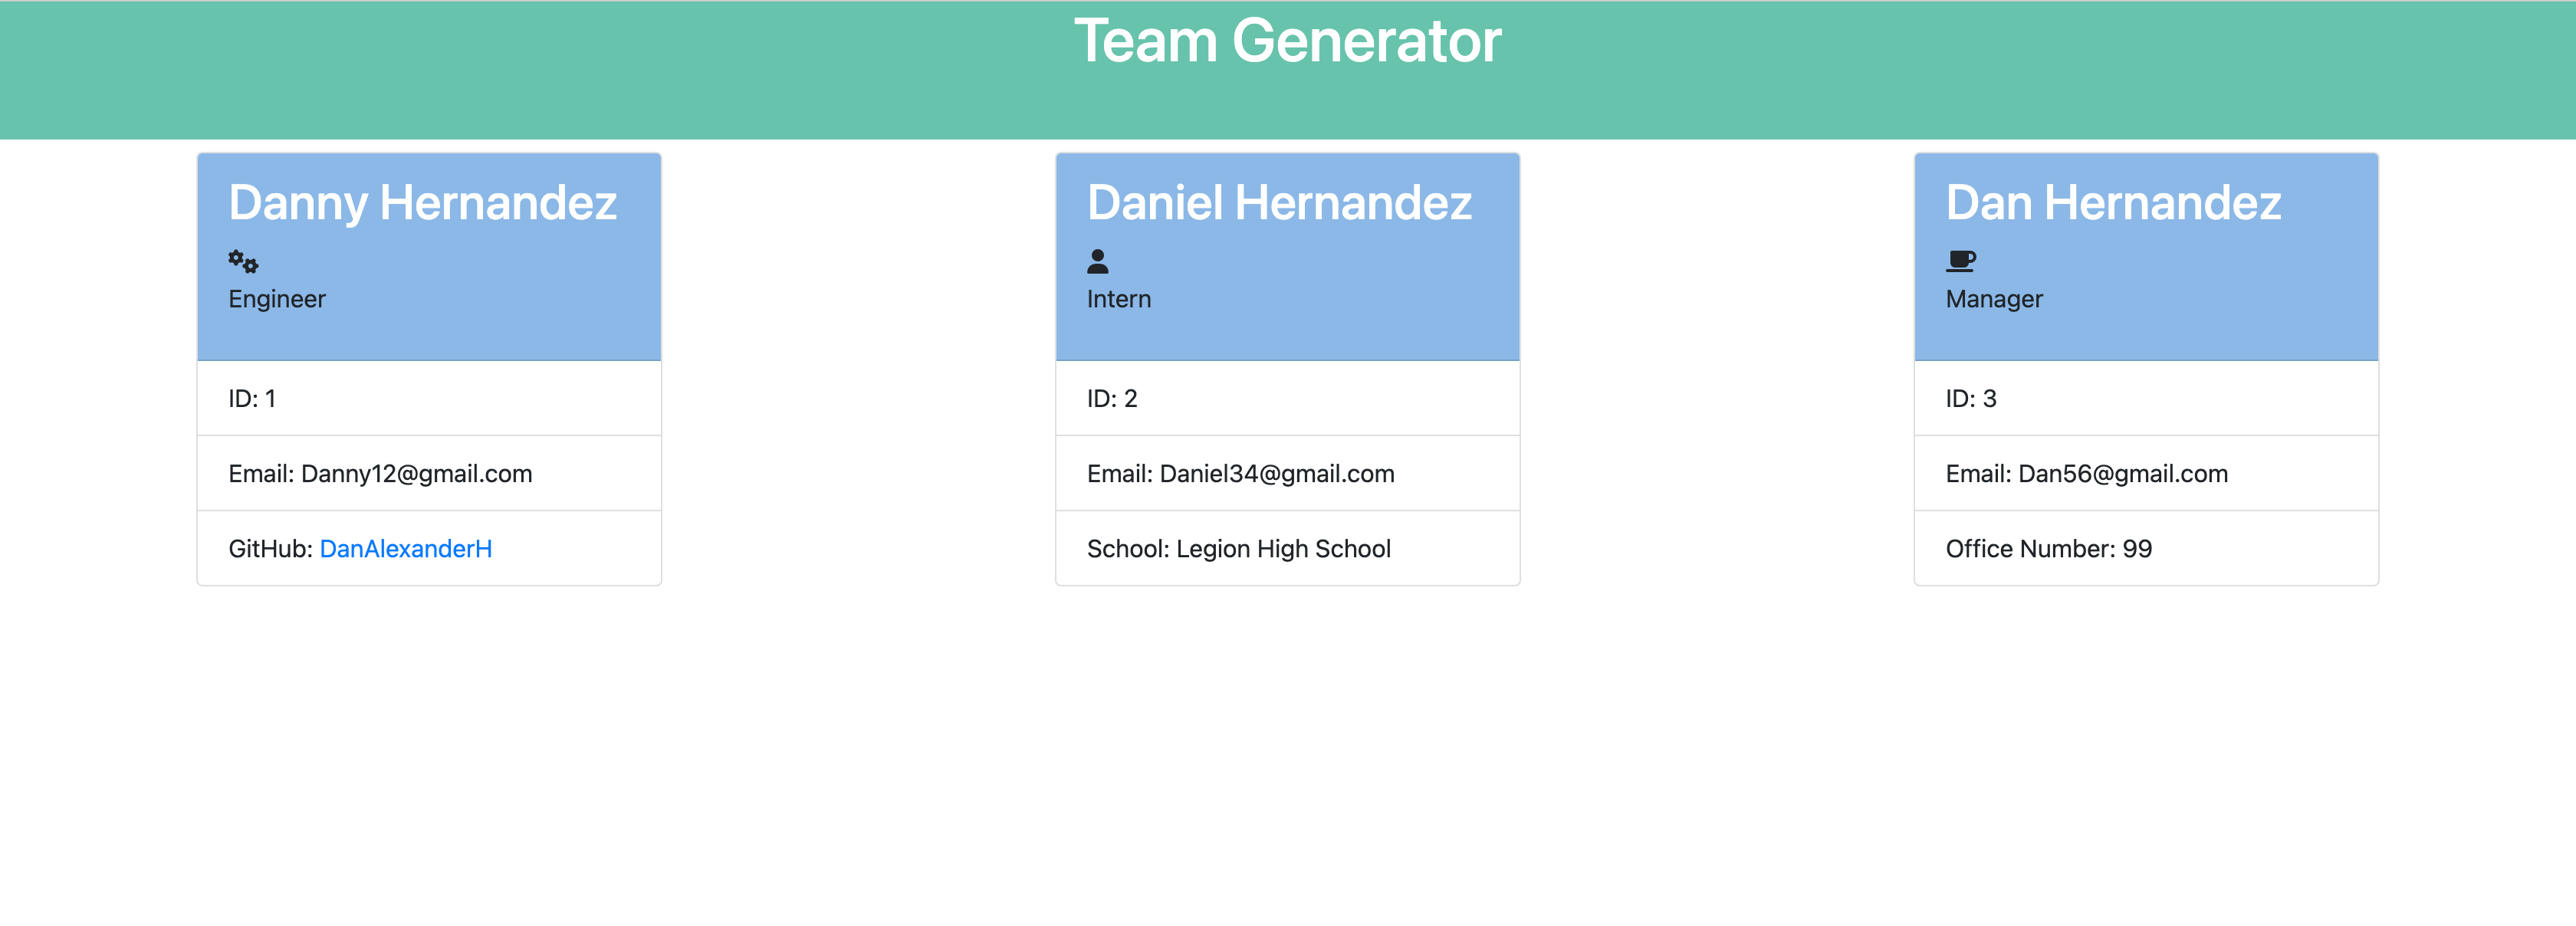 Team Generator
Danny Hernandez
Engineer
ID: 1
Email: Danny12@gmail.com
GitHub: DanAlexanderH
Daniel Hernandez
Intern
ID: 2
Email: Daniel34@gmail.com
School: Legion High School
Dan Hernandez
Manager
ID: 3
Email: Dan56@gmail.com
Office Number: 99